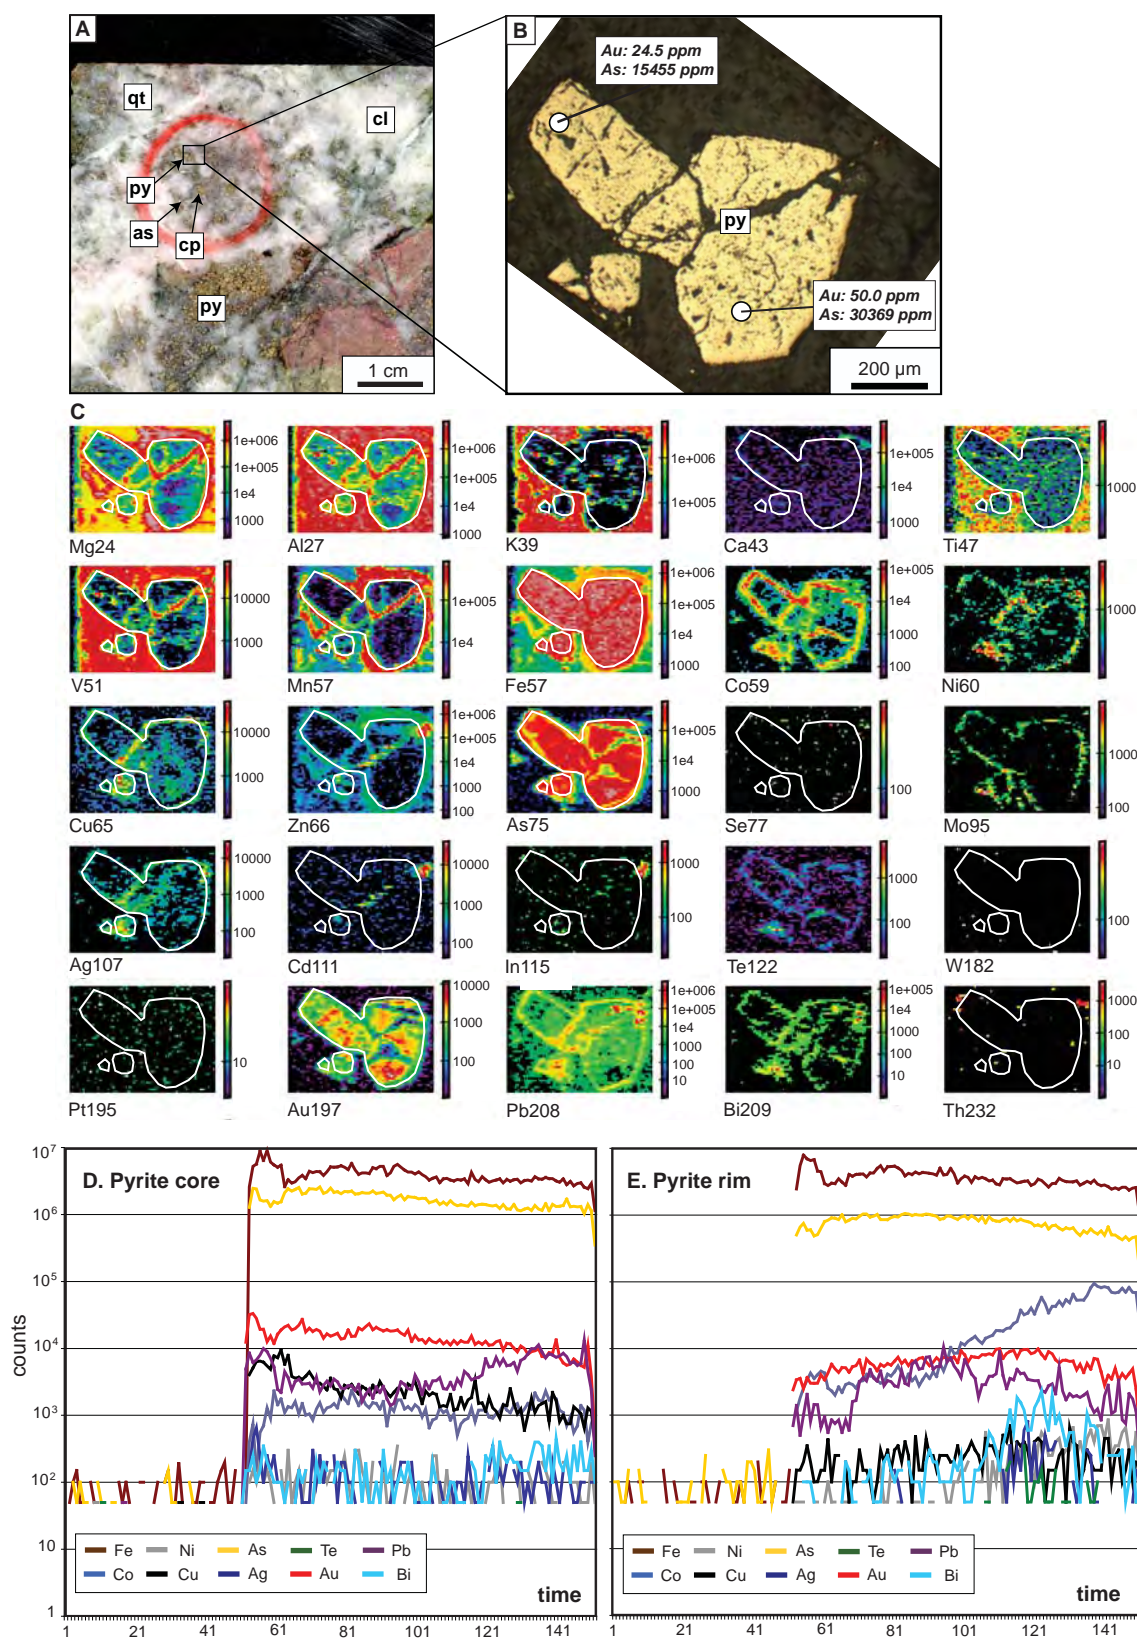 A
qt
cl
py
as
cp
py
1 cm
B
Au: 24.5 ppm
As: 15455 ppm
py
Au: 50.0 ppm
As: 30369 ppm
200 µm
C
1e+006
1e+005
1e4
1000
Mg24
1e+006
1e+005
1e4
1000
Al27
1e+006
1e+005
K39
1e+005
1e4
1000
Ca43
1000
Ti47
10000
1000
V51
1e+005
1e+004
Mn57
1e+006
1e+005
1e4
1000
Fe57
1e+005
1e4
1000
100
Co59
1000
Ni60
10000
1000
Cu65
1e+006
1e+005
1e4
1000
100
Zn66
1e+005
1e4
1000
As75
100
Se77
1000
100
Mo95
10000
1000
100
Ag107
10000
1000
100
Cd111
1000
100
In115
1000
100
Te122
100
W182
10
Pt195
10000
1000
100
Au197
1e+006
1e+005
1e4
1000
100
10
Pb208
1e+005
1e4
1000
100
10
Bi209
1000
100
10
Th232
D. Pyrite core
E. Pyrite rim
counts
10⁷
10⁶
10⁵
10⁴
10³
10²
10
1
Fe Ni As Te Pb
Co Cu Ag Au Bi
time
1 21 41 61 81 101 121 141
Fe Ni As Te Pb
Co Cu Ag Au Bi
time
1 21 41 61 81 101 121 141